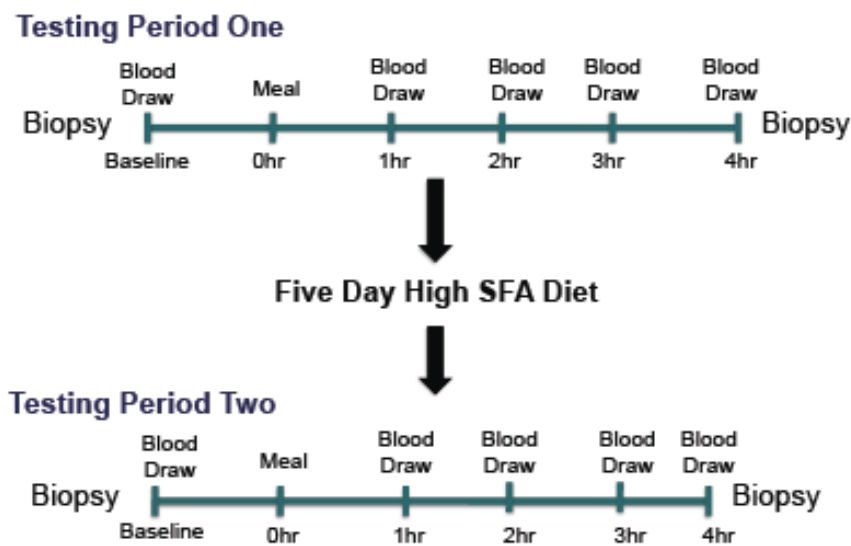 Testing Period One
Blood Draw Meal Blood Draw Blood Draw Blood Draw Blood Draw
Biopsy Biopsy
Baseline 0hr 1hr 2hr 3hr 4hr
Five Day High SFA Diet
Testing Period Two
Blood Draw Meal Blood Draw Blood Draw Blood Draw Blood Draw
Biopsy Biopsy
Baseline 0hr 1hr 2hr 3hr 4hr